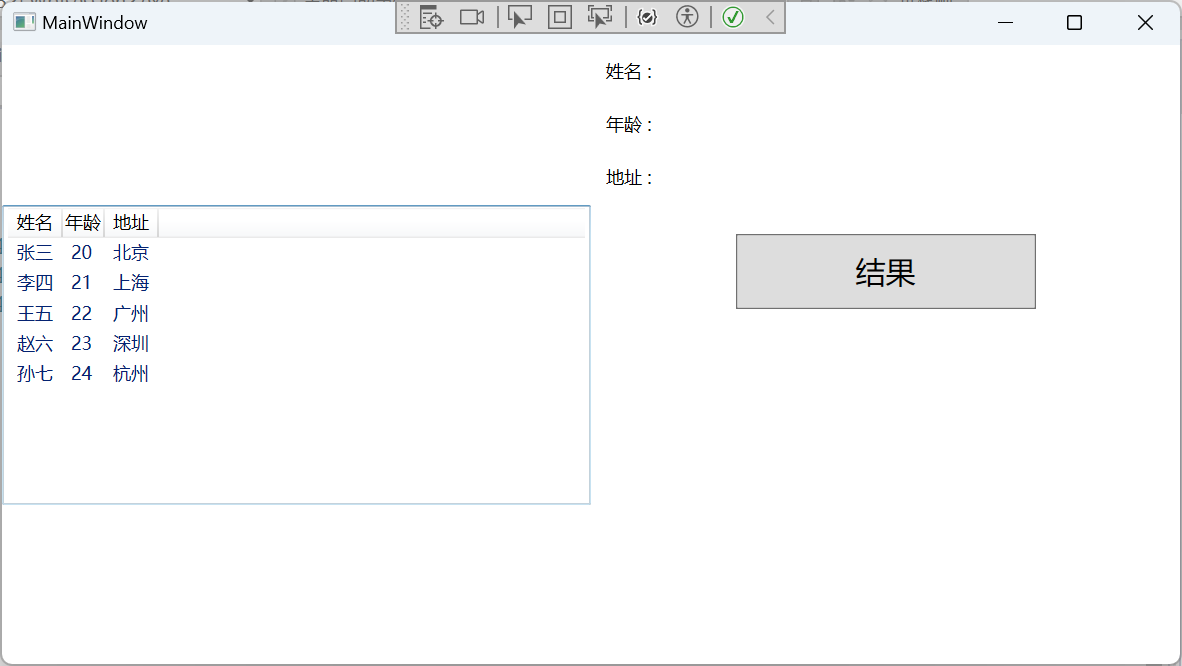 MainWindow
姓名：
年龄：
地址：
姓名 年龄 地址
张三 20 北京
李四 21 上海
王五 22 广州
赵六 23 深圳
孙七 24 杭州
结果